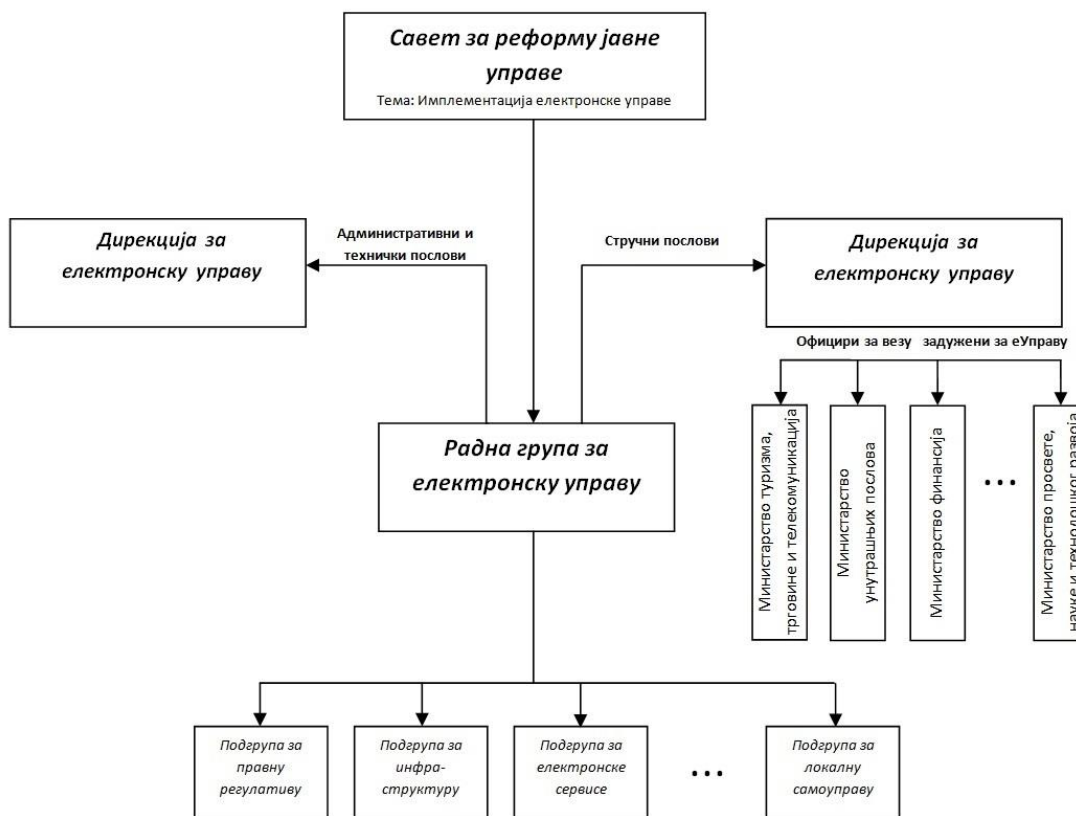 Савет за реформу јавне
управе
Тема: Имплементација електронске управе
Дирекција за
електронску управу
Административни и
технички послови
Стручни послови
Дирекција за
електронску управу
Официри за везу задужени за еУправу
Радна група за
електронску управу
Министарство туризма,
трговине и телекомуникација
Министарство
унутрашњих послова
Министарство финансија
...
Министарство просвете,
науке и технолошког развоја
Подгрупа за
правну
регулативу
Подгрупа за
инфра-
структуру
Подгрупа за
електронске
сервисе
...
Подгрупа за
локалну
самоуправу